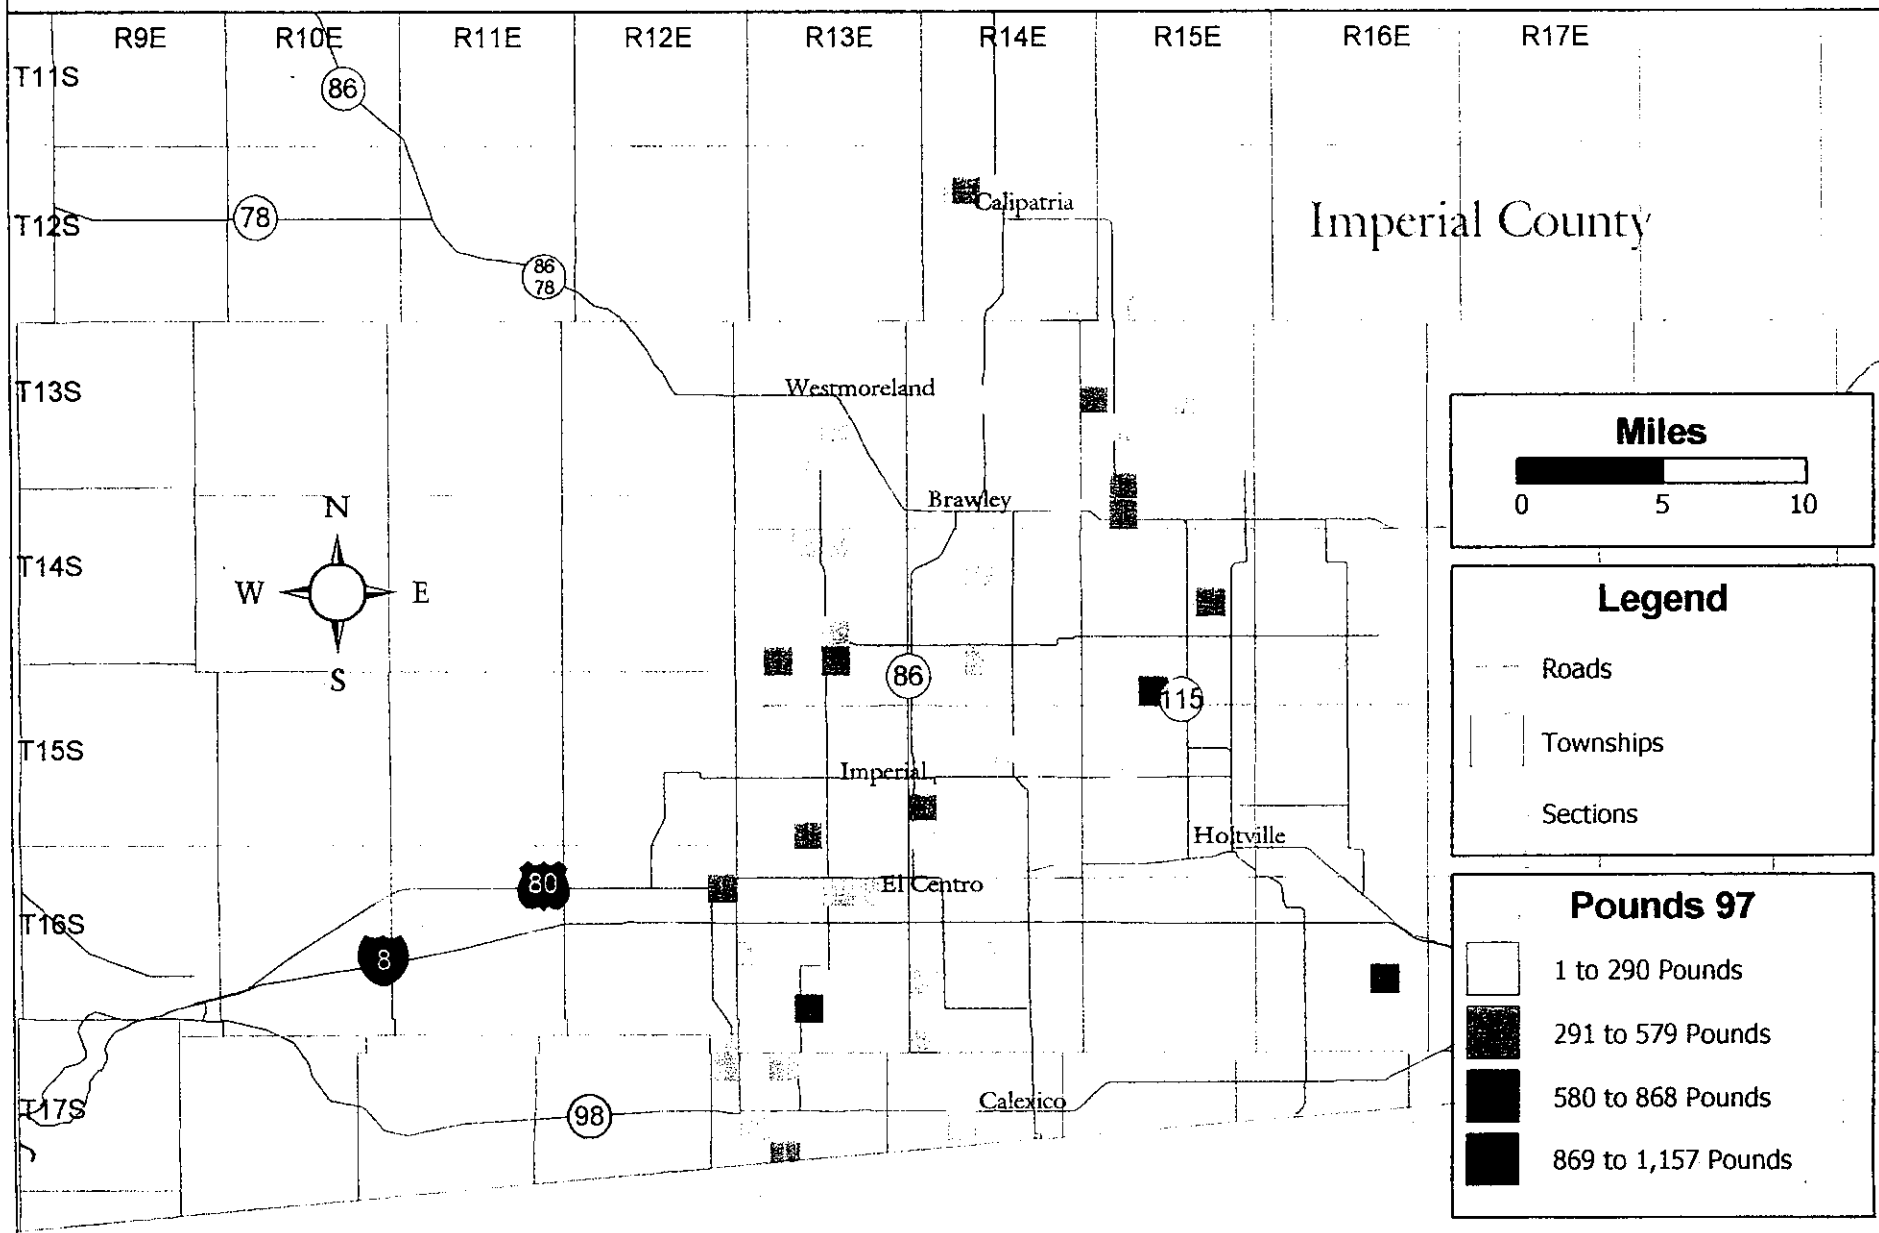 R9E R10E R11E R12E R13E R14E R15E R16E R17E
T11S
86
Calipatria
78
T12S
Imperial County
86
78
T13S
Westmoreland
Miles
0 5 10
Brawley
N
W E
S
T14S
Legend
Roads
Townships
Sections
86
115
T15S
Imperial
Holtville
80
El Centro
T16S
8
Pounds 97
1 to 290 Pounds
291 to 579 Pounds
580 to 868 Pounds
869 to 1,157 Pounds
T17S
98
Calexico